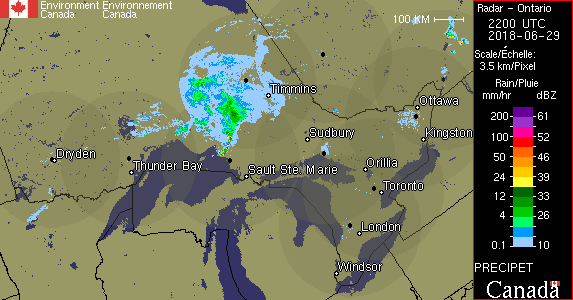 Environment Environnement
Canada Canada
100 KM
Timmins
Ottawa
Sudbury
Kingston
Dryden
Thunder Bay
Sault Ste. Marie
Orillia
Toronto
London
Windsor
Radar - Ontario
2200 UTC
2018-06-29
Scale/Échelle:
3.5 km/Pixel
Rain/Pluie
mm/hr dBZ
200 61
100 52
50 46
24 39
12 33
4 26
0.1 10
PRECIPET
Canada